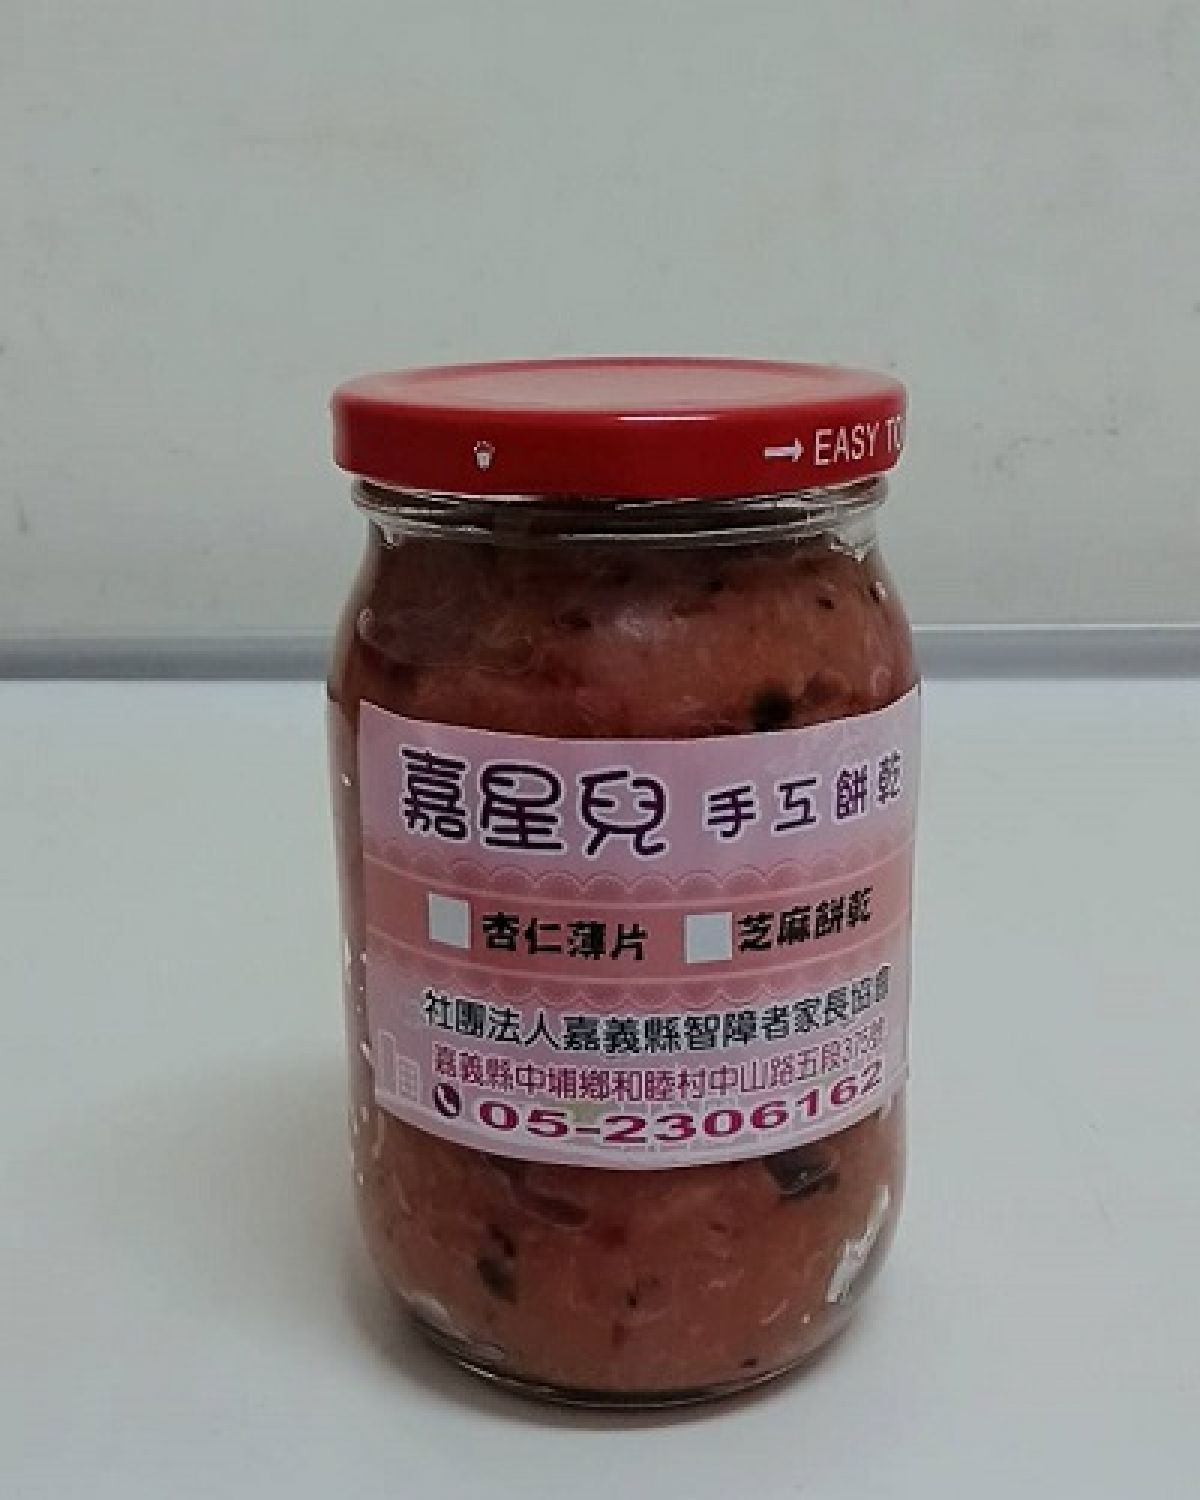 → EASY TO
嘉星兒 手工餅乾
杏仁薄片 芝麻餅乾
社團法人嘉義縣智障者家長協會
嘉義縣中埔鄉和睦村中山路五段375號
05-2306162